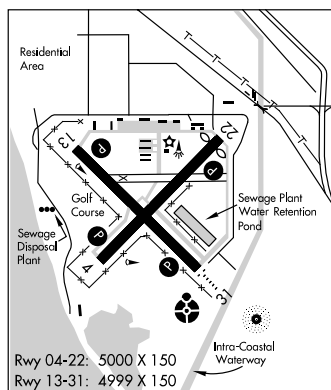 Residential
Area
13
22
P
P
Golf
Course
Sewage Plant
Water Retention
Pond
Sewage
Disposal
Plant
P
P
4
31
Intra-Coastal
Waterway
Rwy 04-22: 5000 X 150
Rwy 13-31: 4999 X 150